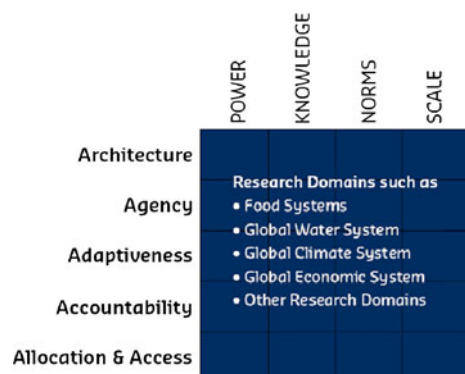 POWER
KNOWLEDGE
NORMS
SCALE
Architecture
Agency
Adaptiveness
Accountability
Allocation & Access
Research Domains such as
• Food Systems
• Global Water System
• Global Climate System
• Global Economic System
• Other Research Domains